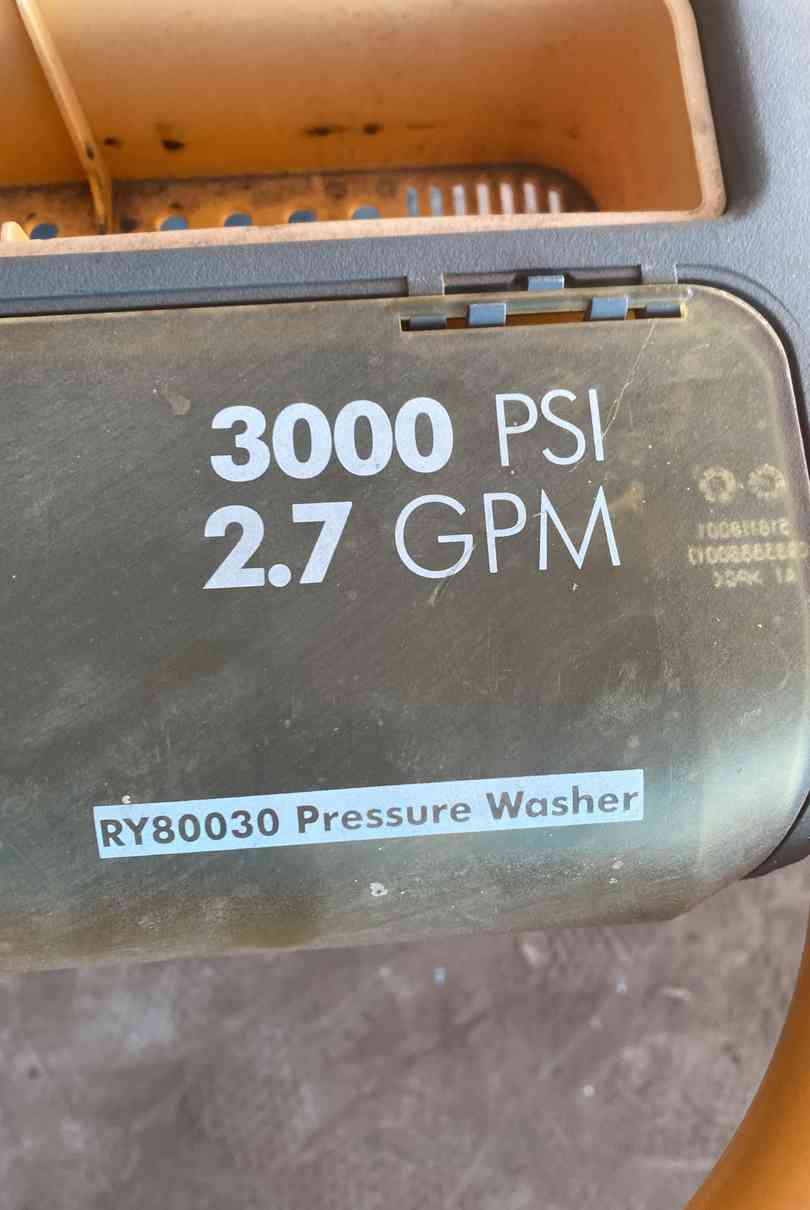 3000 PSI
2.7 GPM
RY80030 Pressure Washer